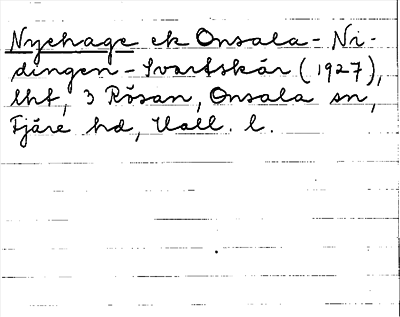 Nyehage ek Onsala-Ni-
dingen-Svartskär (1927),
lht, 3 Rösan, Onsala sn,
Fjäre hd, Hall. l.